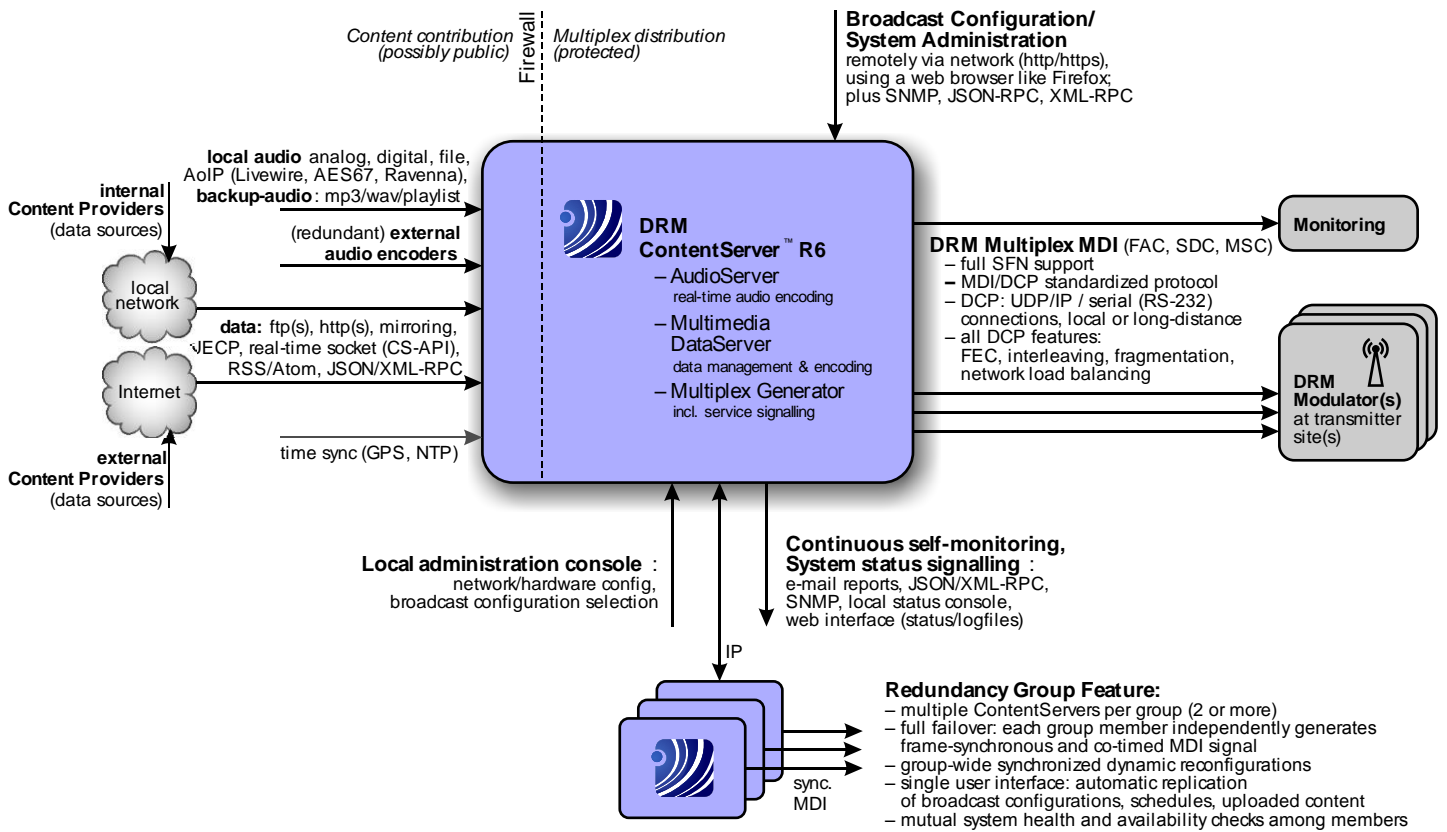 Content contribution
(possibly public)
Firewall
Multiplex distribution
(protected)
Broadcast Configuration/
System Administration
remotely via network (http/https),
using a web browser like Firefox;
plus SNMP, JSON-RPC, XML-RPC
local audio analog, digital, file,
AoIP (Livewire, AES67, Ravenna),
backup-audio : mp3/wav/playlist
internal
Content Providers
(data sources)
(redundant) external
audio encoders
local
network
data: ftp(s), http(s), mirroring,
UECP, real-time socket (CS-API),
RSS/Atom, JSON/XML-RPC
Internet
time sync (GPS, NTP)
external
Content Providers
(data sources)
DRM
ContentServer™ R6
– AudioServer
real-time audio encoding
– Multimedia
DataServer
data management & encoding
– Multiplex Generator
incl. service signalling
Monitoring
DRM Multiplex MDI (FAC, SDC, MSC)
– full SFN support
– MDI/DCP standardized protocol
– DCP: UDP/IP / serial (RS-232)
connections, local or long-distance
– all DCP features:
FEC, interleaving, fragmentation,
network load balancing
DRM
Modulator(s)
at transmitter
site(s)
Local administration console :
network/hardware config,
broadcast configuration selection
Continuous self-monitoring,
System status signalling :
e-mail reports, JSON/XML-RPC,
SNMP, local status console,
web interface (status/logfiles)
IP
sync.
MDI
Redundancy Group Feature:
– multiple ContentServers per group (2 or more)
– full failover: each group member independently generates
frame-synchronous and co-timed MDI signal
– group-wide synchronized dynamic reconfigurations
– single user interface: automatic replication
of broadcast configurations, schedules, uploaded content
– mutual system health and availability checks among members